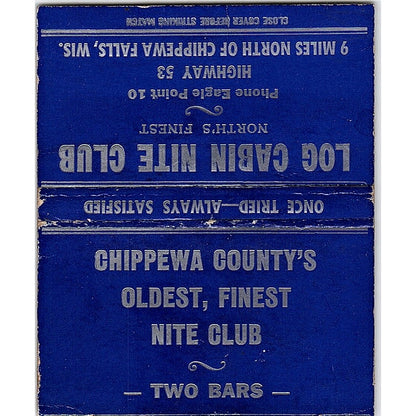 CLOSE COVER BEFORE STRIKING MATCH
9 MILES NORTH OF CHIPPEWA FALLS, WIS.
HIGHWAY 53
Phone Eagle Point 10
NORTH'S FINEST
LOG CABIN NITE CLUB
ONCE TRIED—ALWAYS SATISFIED
CHIPPEWA COUNTY'S
OLDEST, FINEST
NITE CLUB
— TWO BARS —